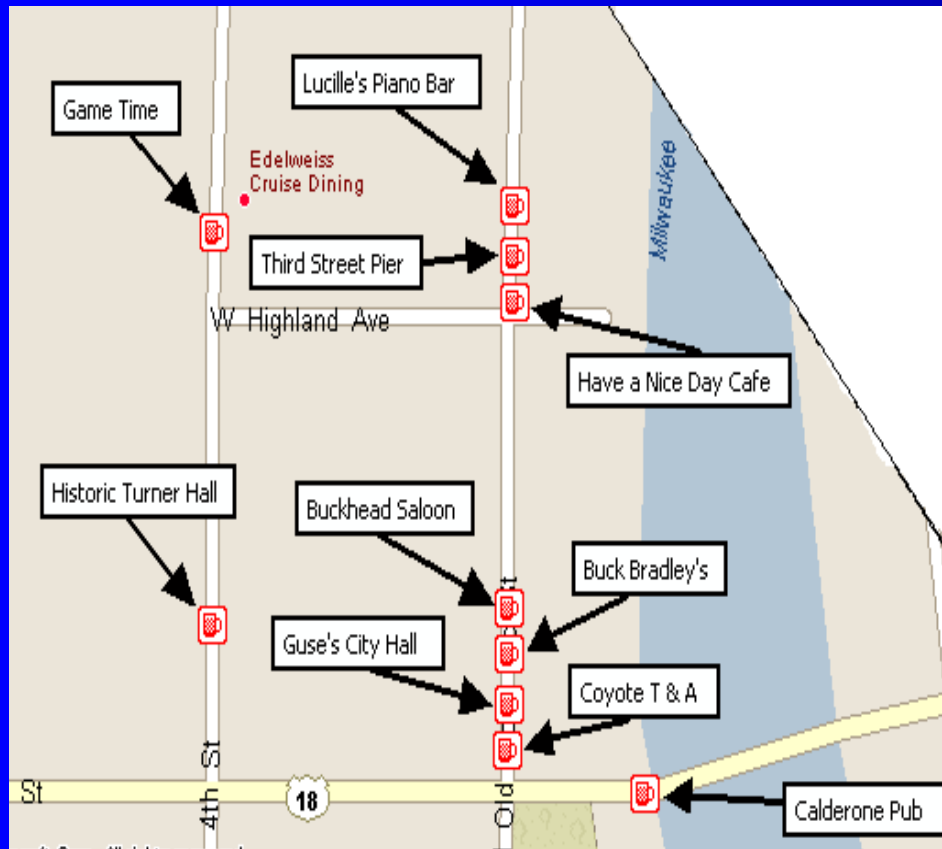 Lucille's Piano Bar
Game Time
Edelweiss
Cruise Dining
Milwaukee
Third Street Pier
W Highland Ave
Have a Nice Day Cafe
Historic Turner Hall
Buckhead Saloon
Buck Bradley's
St
Guse's City Hall
Coyote T & A
4th St
St
18
Old
Calderone Pub